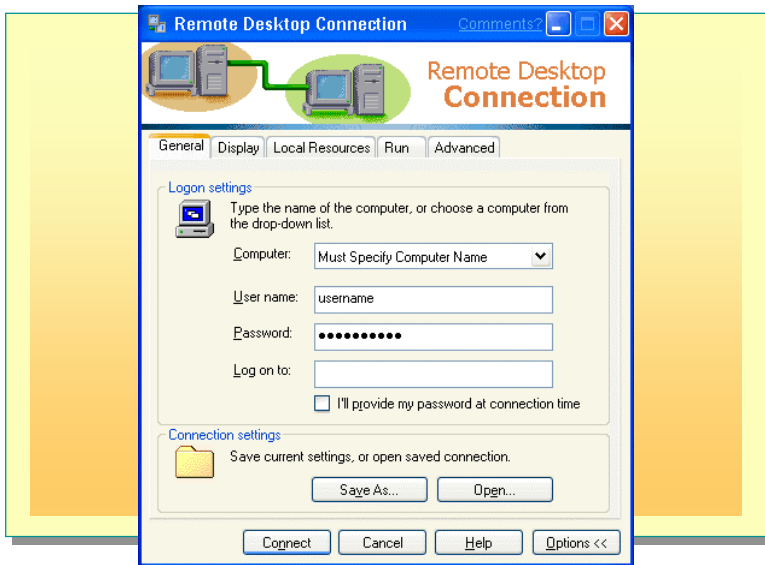 Remote Desktop Connection Comments?
Remote Desktop
Connection
General Display Local Resources Run Advanced
Logon settings
Type the name of the computer, or choose a computer from
the drop-down list.
Computer: Must Specify Computer Name
User name: username
Password: ••••••••••
Log on to:
I'll provide my password at connection time
Connection settings
Save current settings, or open saved connection.
Save As... Open...
Connect Cancel Help Options <<